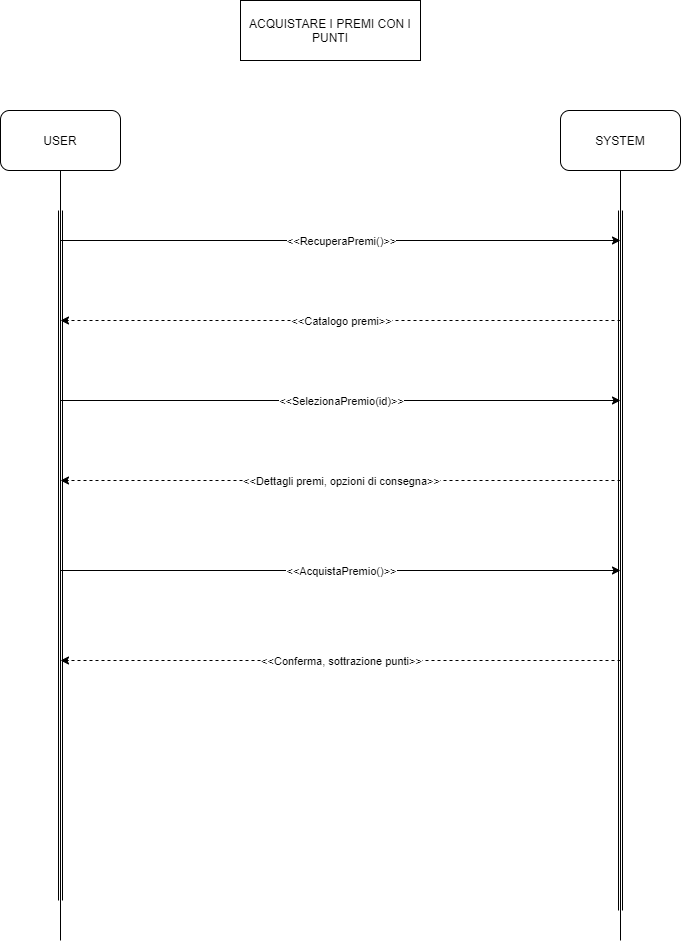 ACQUISTARE I PREMI CON I
PUNTI
USER
SYSTEM
<<RecuperaPremi()>>
<<Catalogo premi>>
<<SelezionaPremio(id)>>
<<Dettagli premi, opzioni di consegna>>
<<AcquistaPremio()>>
<<Conferma, sottrazione punti>>